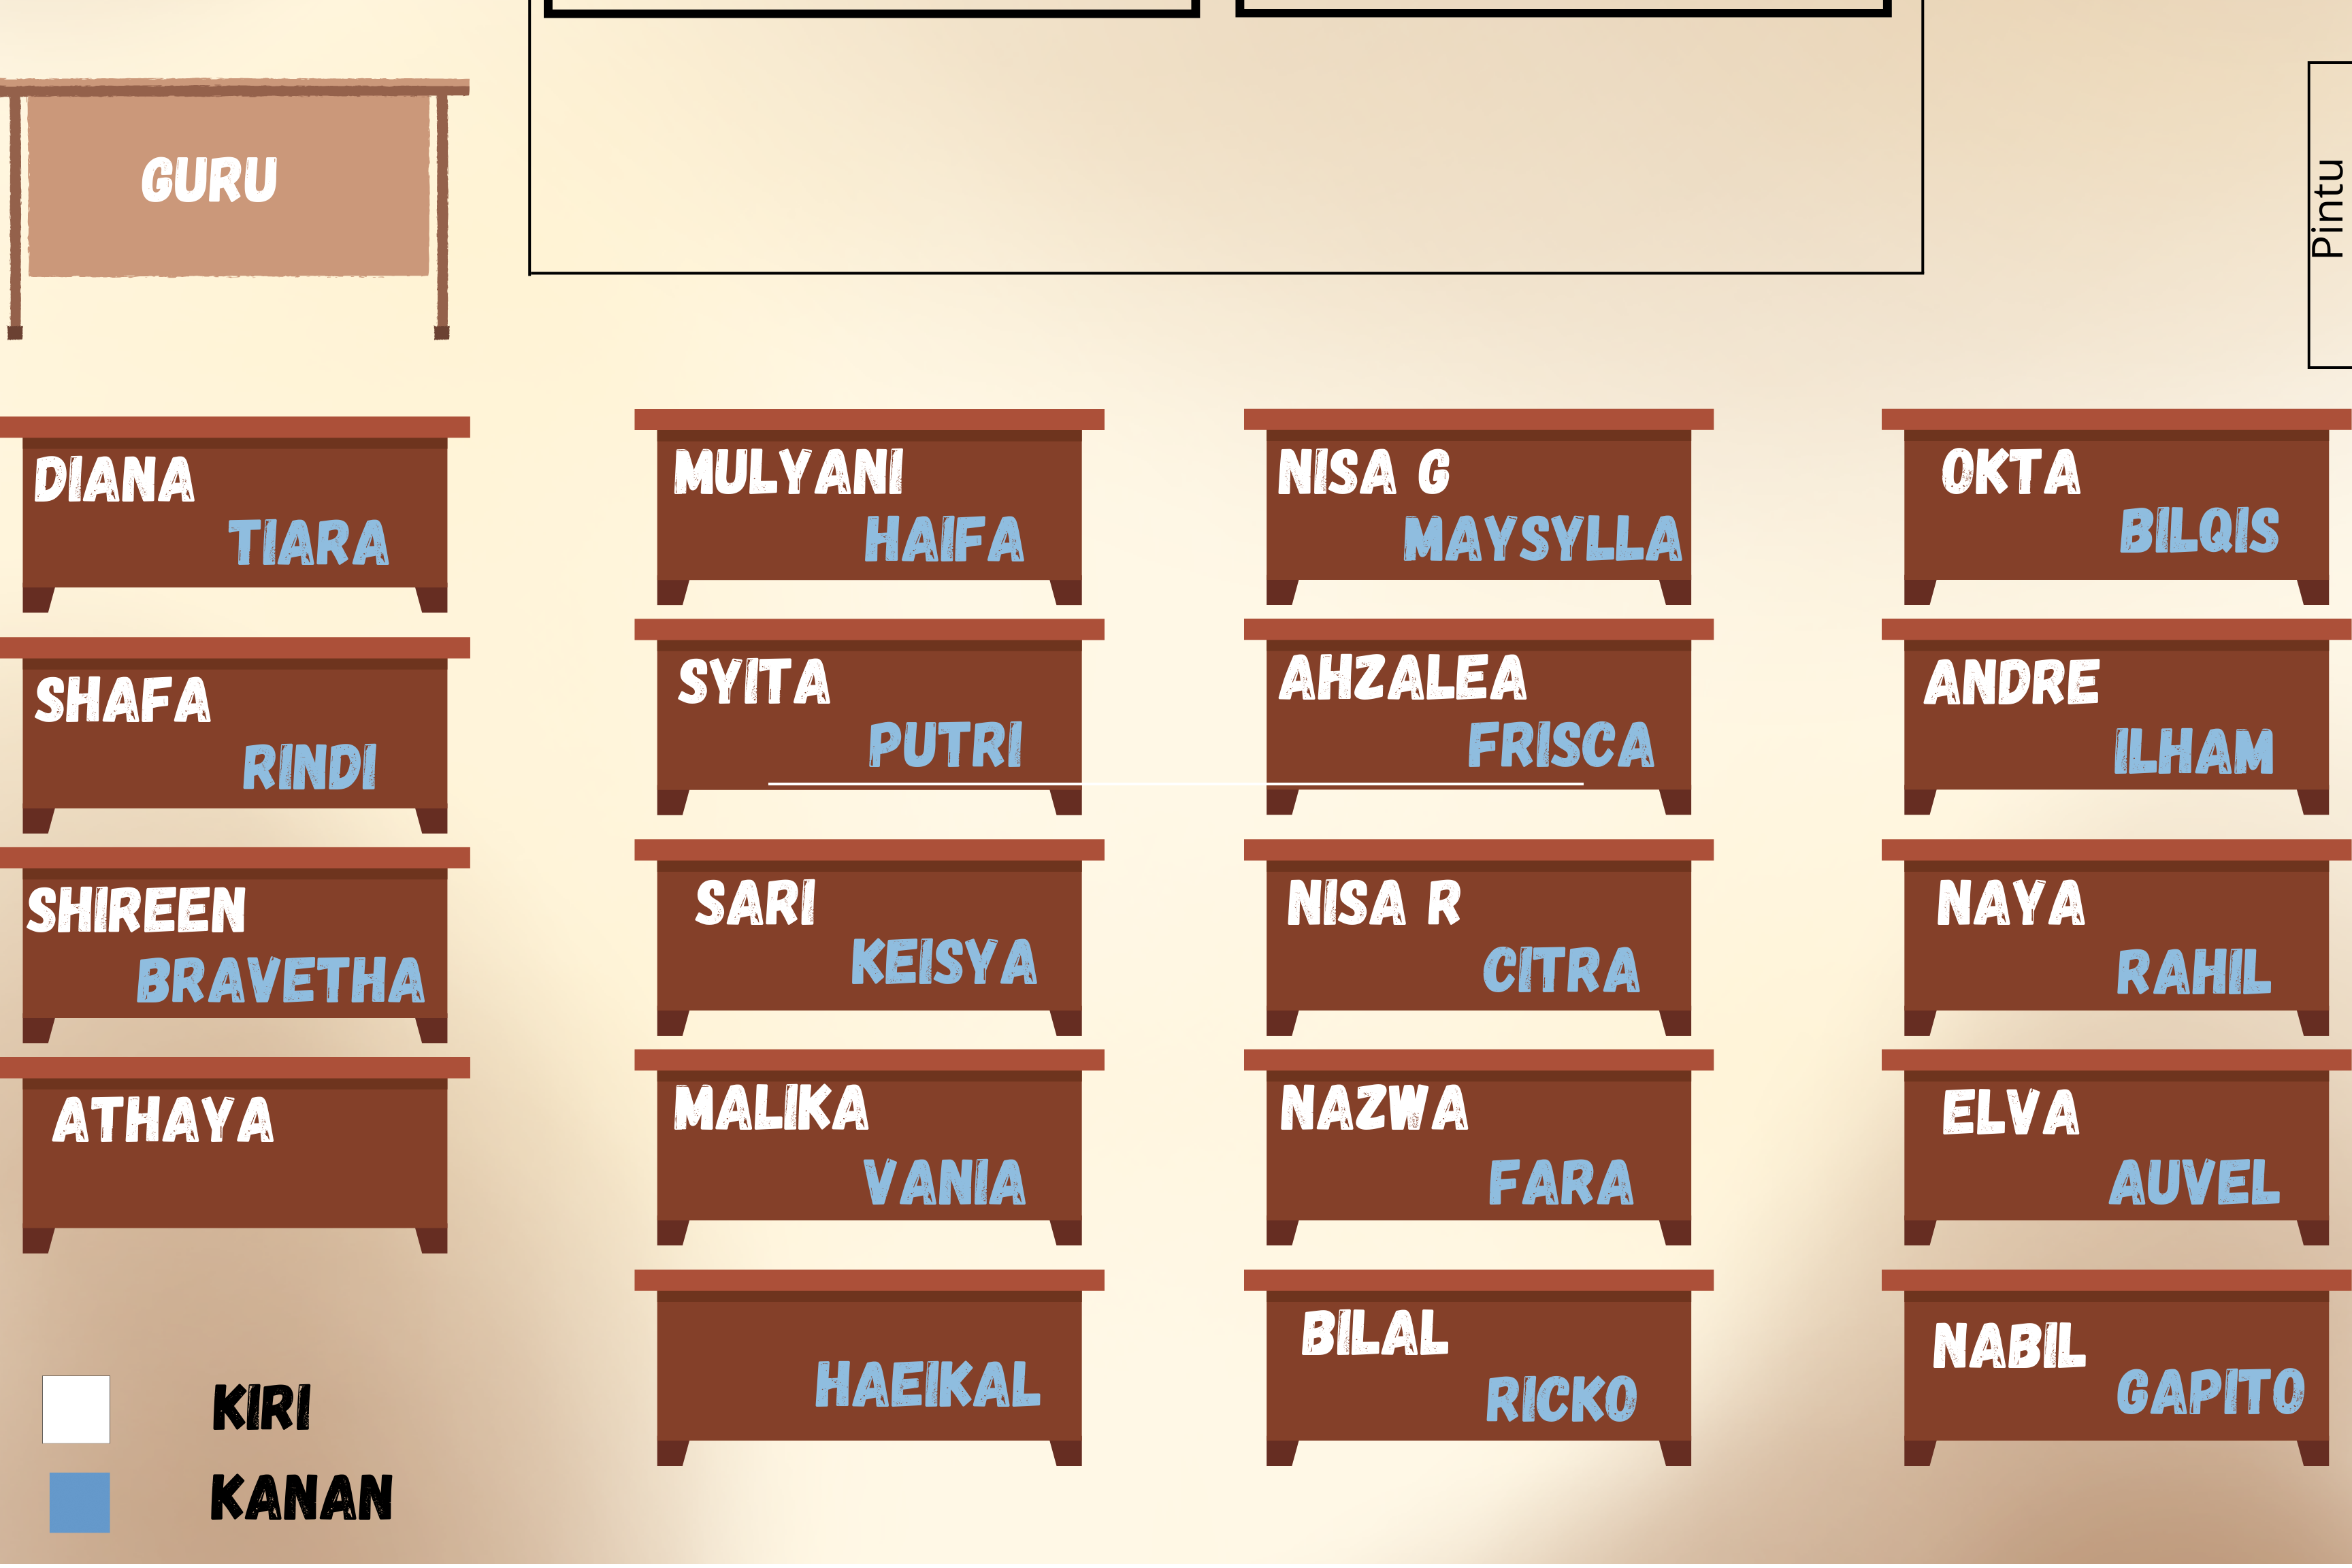 GURU
Pintu
DIANA
TIARA
MULYANI
HAIFA
NISA G
MAYSYLLA
OKTA
BILQIS
SHAFA
RINDI
SYITA
PUTRI
AHZALEA
FRISCA
ANDRE
ILHAM
SHIREEN
BRAVETHA
SARI
KEISYA
NISA R
CITRA
NAYA
RAHIL
ATHAYA
MALIKA
VANIA
NAZWA
FARA
ELVA
AUVEL
HAEIKAL
BILAL
RICKO
NABIL
GAPITO
KIRI
KANAN